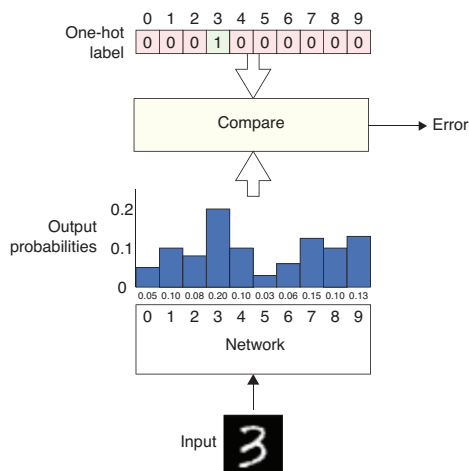 0 1 2 3 4 5 6 7 8 9
One-hot
label
0 0 0 1 0 0 0 0 0 0
Compare
Error
Output
probabilities
0.2
0.1
0
0.05 0.10 0.08 0.20 0.10 0.03 0.06 0.15 0.10 0.13
0 1 2 3 4 5 6 7 8 9
Network
Input
3